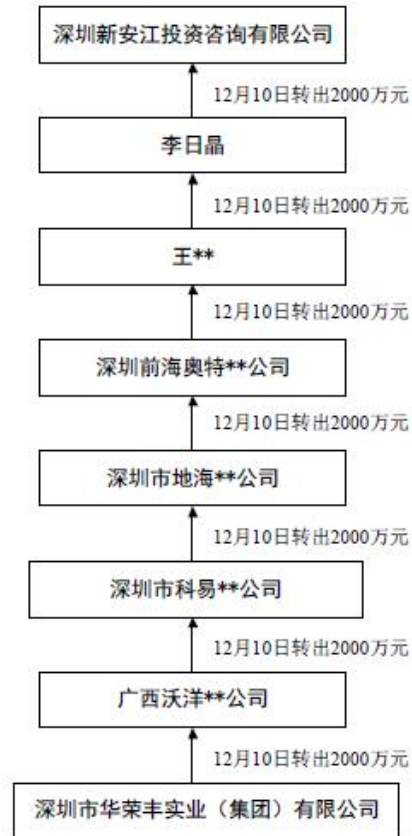 深圳新安江投资咨询有限公司
12月10日转出2000万元
李日晶
12月10日转出2000万元
王**
12月10日转出2000万元
深圳前海奥特**公司
12月10日转出2000万元
深圳市地海**公司
12月10日转出2000万元
深圳市科易**公司
12月10日转出2000万元
广西沃洋**公司
12月10日转出2000万元
深圳市华荣丰实业（集团）有限公司